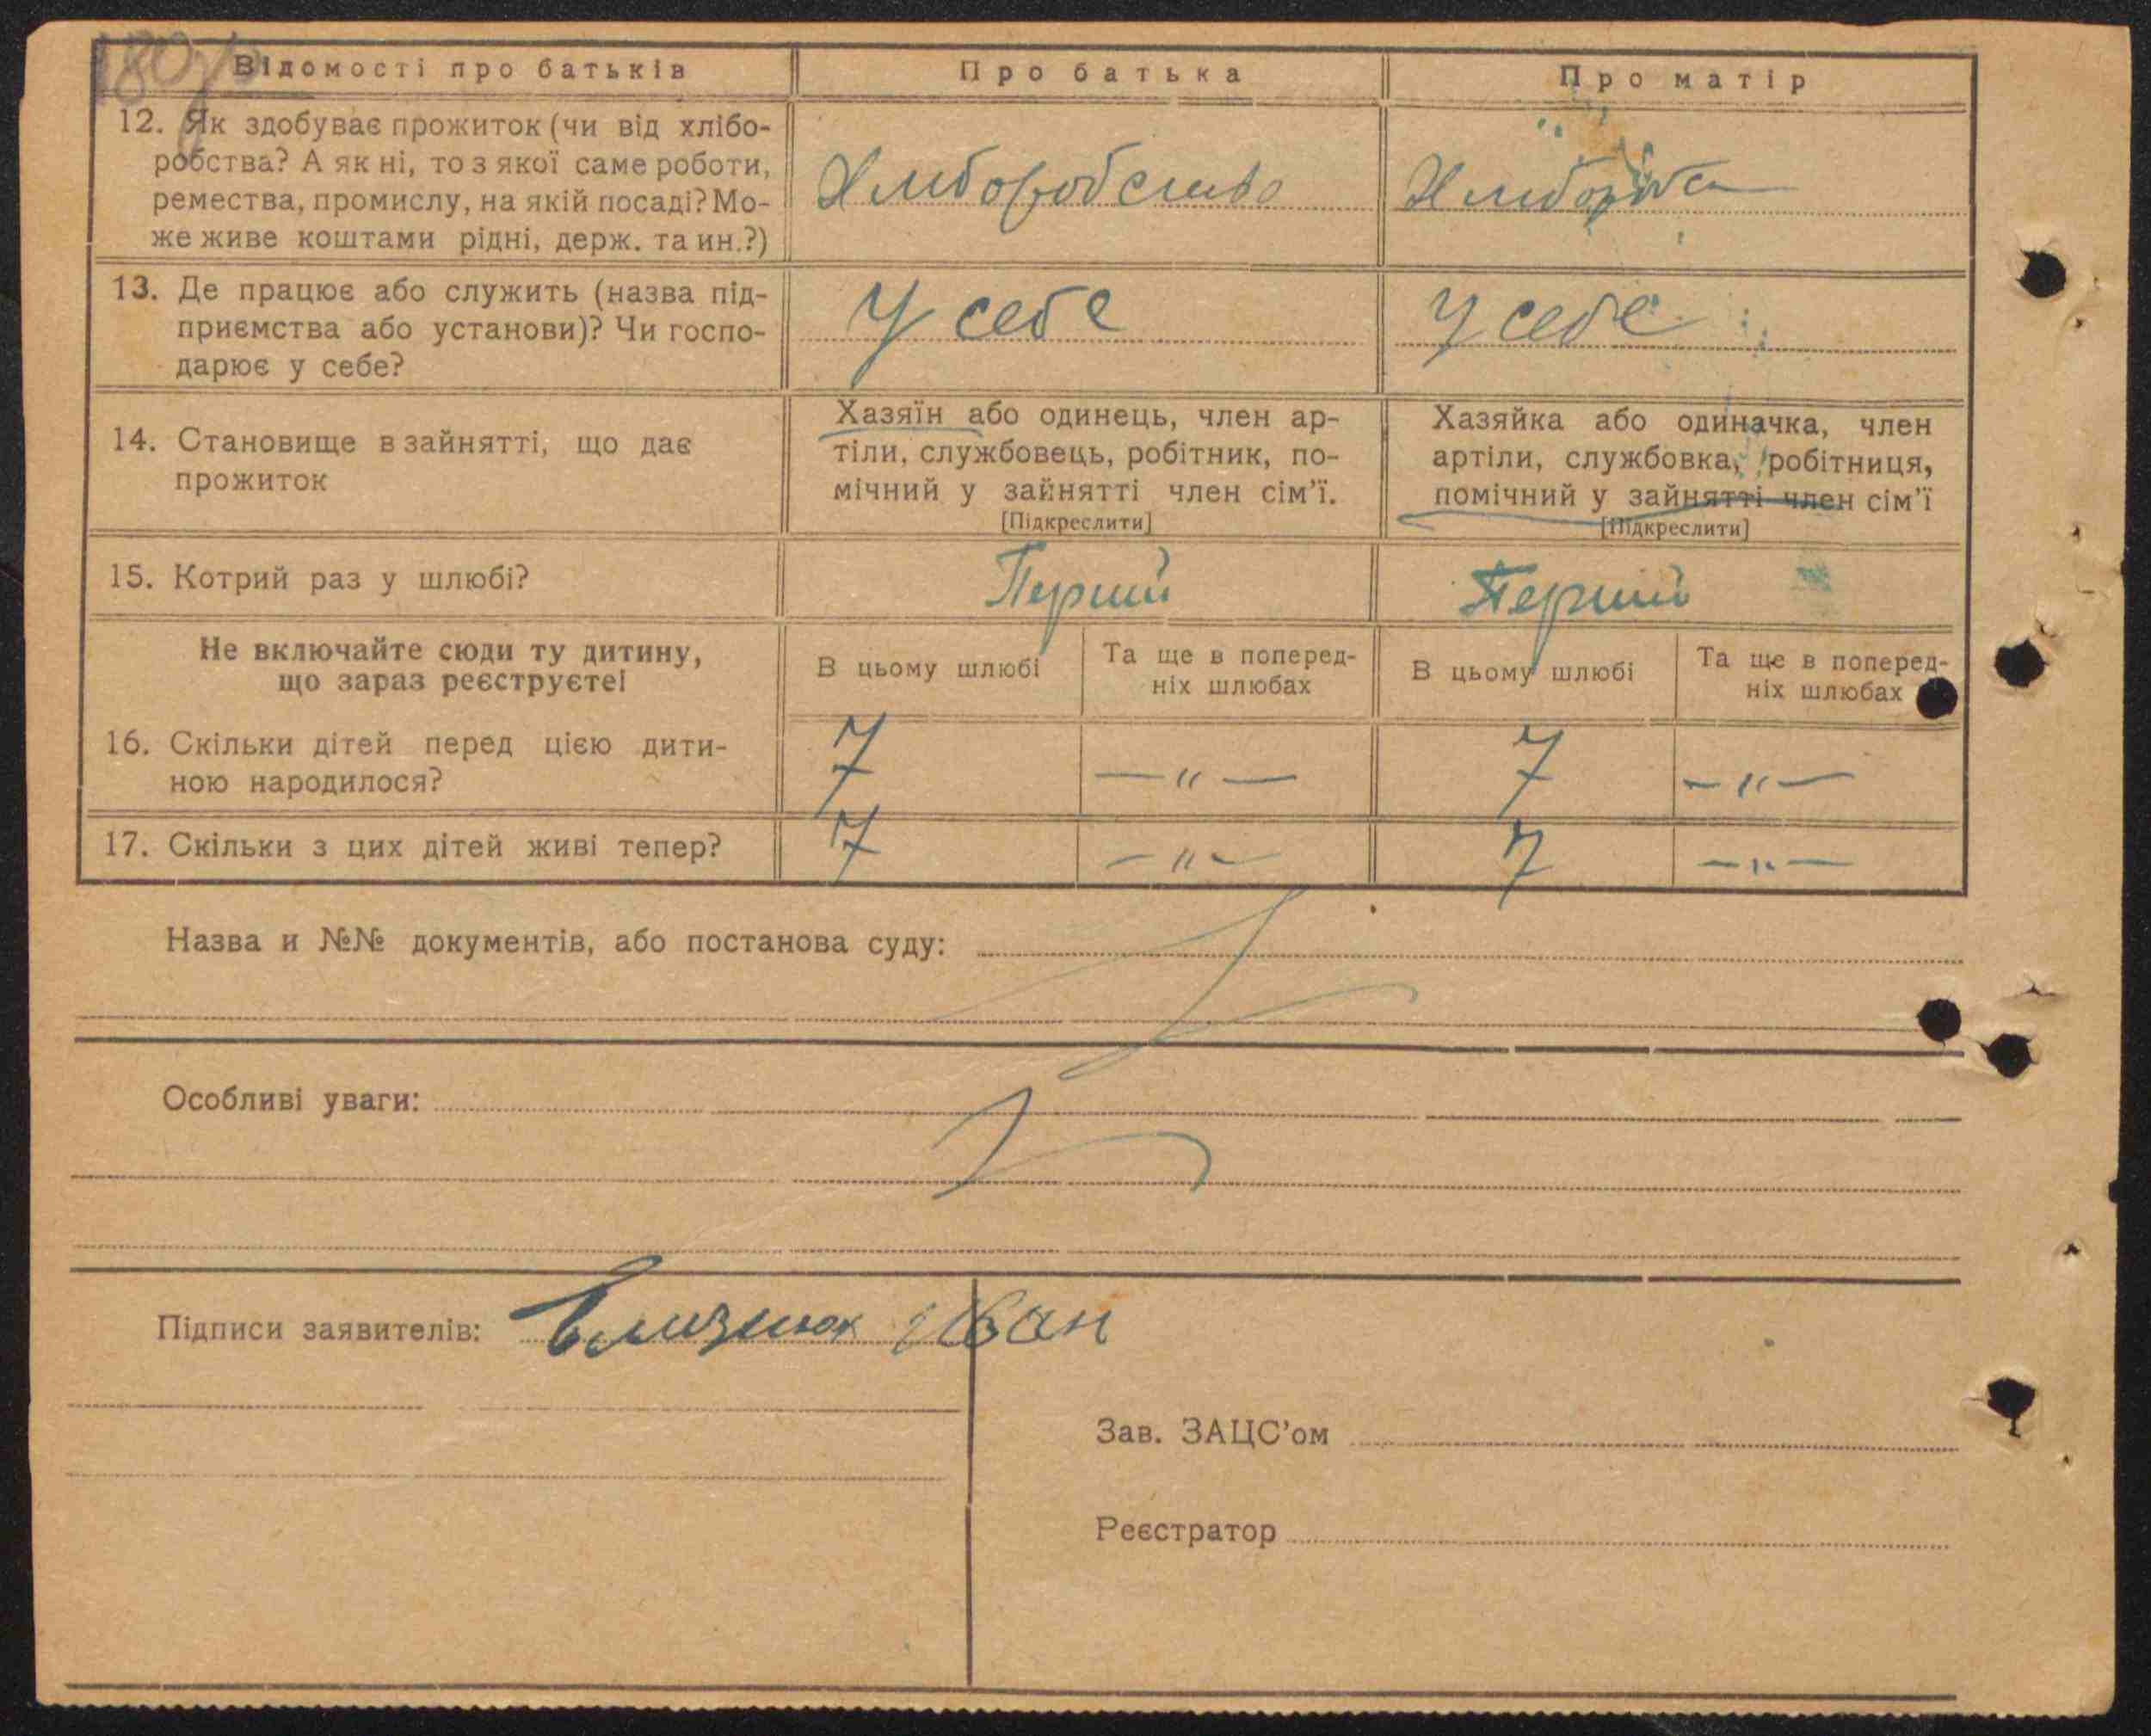 Відомості про батьків
Про батька
Про матір
12. Як здобуває прожиток (чи від хлібо-
робства? А як ні, то з якої саме роботи,
ремества, промислу, на якій посаді? Мо-
же живе коштами рідні, держ. та ин.?)
Хлиборобство
13. Де працює або служить (назва під-
приємства або установи)? Чи госпо-
дарює у себе?
У себе
У себе
14. Становище в зайнятті, що дає
прожиток
Хазяїн або одинець, член ар-
тіли, службовець, робітник, по-
мічний у зайнятті член сім'ї.
[Підкреслити]
Хазяйка або одиначка, член
артіли, службовка, робітниця,
помічний у зайнятті член сім'ї
[Підкреслити]
15. Котрий раз у шлюбі?
Перший
Перший
Не включайте сюди ту дитину,
що зараз реєструєте!
В цьому шлюбі
Та ще в поперед-
ніх шлюбах
В цьому шлюбі
Та ще в поперед-
ніх шлюбах
16. Скільки дітей перед цією дити-
ною народилося?
7
— " —
7
— " —
17. Скільки з цих дітей живі тепер?
7
— " —
7
— " —
Назва и №№ документів, або постанова суду:
Особливі уваги:
Підписи заявителів: Близнюк Іван
Зав. ЗАЦС'ом
Реєстратор